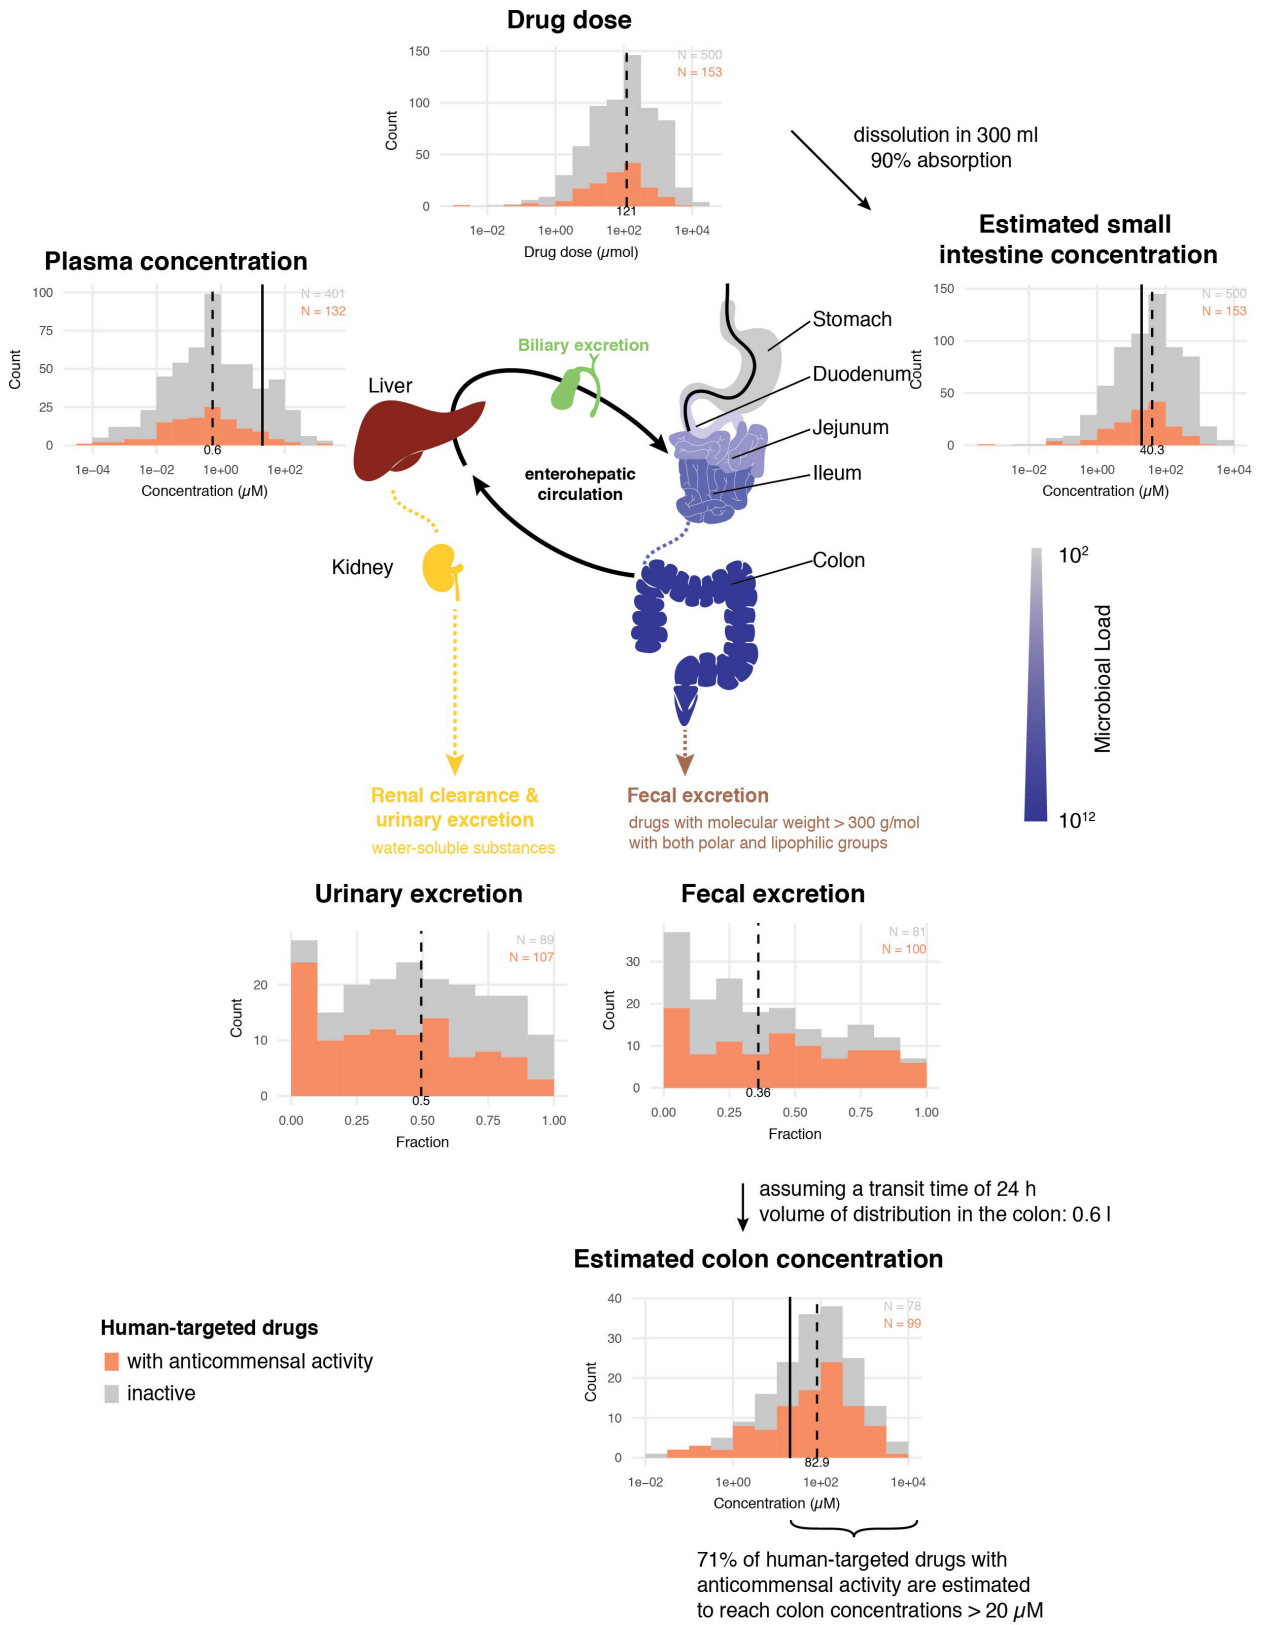 Drug dose
150
100
50
0
Count
N = 500
N = 153
121
1e−02
1e+00
1e+02
1e+04
Drug dose (µmol)
dissolution in 300 ml
90% absorption
Estimated small
intestine concentration
150
100
50
0
Count
N = 500
N = 153
40.3
1e−02
1e+00
1e+02
1e+04
Concentration (µM)
Plasma concentration
100
75
50
25
0
Count
N = 401
N = 132
0.6
1e−04
1e−02
1e+00
1e+02
Concentration (µM)
Biliary excretion
Liver
Stomach
Duodenum
Jejunum
Ileum
enterohepatic
circulation
Kidney
Colon
10²
Microbioal Load
10¹²
Renal clearance &
urinary excretion
water-soluble substances
Fecal excretion
drugs with molecular weight > 300 g/mol
with both polar and lipophilic groups
Urinary excretion
20
10
0
Count
N = 89
N = 107
0.5
0.00
0.25
0.50
0.75
1.00
Fraction
Fecal excretion
30
20
10
0
Count
N = 81
N = 100
0.36
0.00
0.25
0.50
0.75
1.00
Fraction
assuming a transit time of 24 h
volume of distribution in the colon: 0.6 l
Estimated colon concentration
40
30
20
10
0
Count
N = 78
N = 99
82.9
1e−02
1e+00
1e+02
1e+04
Concentration (µM)
71% of human-targeted drugs with
anticommensal activity are estimated
to reach colon concentrations > 20 µM
Human-targeted drugs
with anticommensal activity
inactive